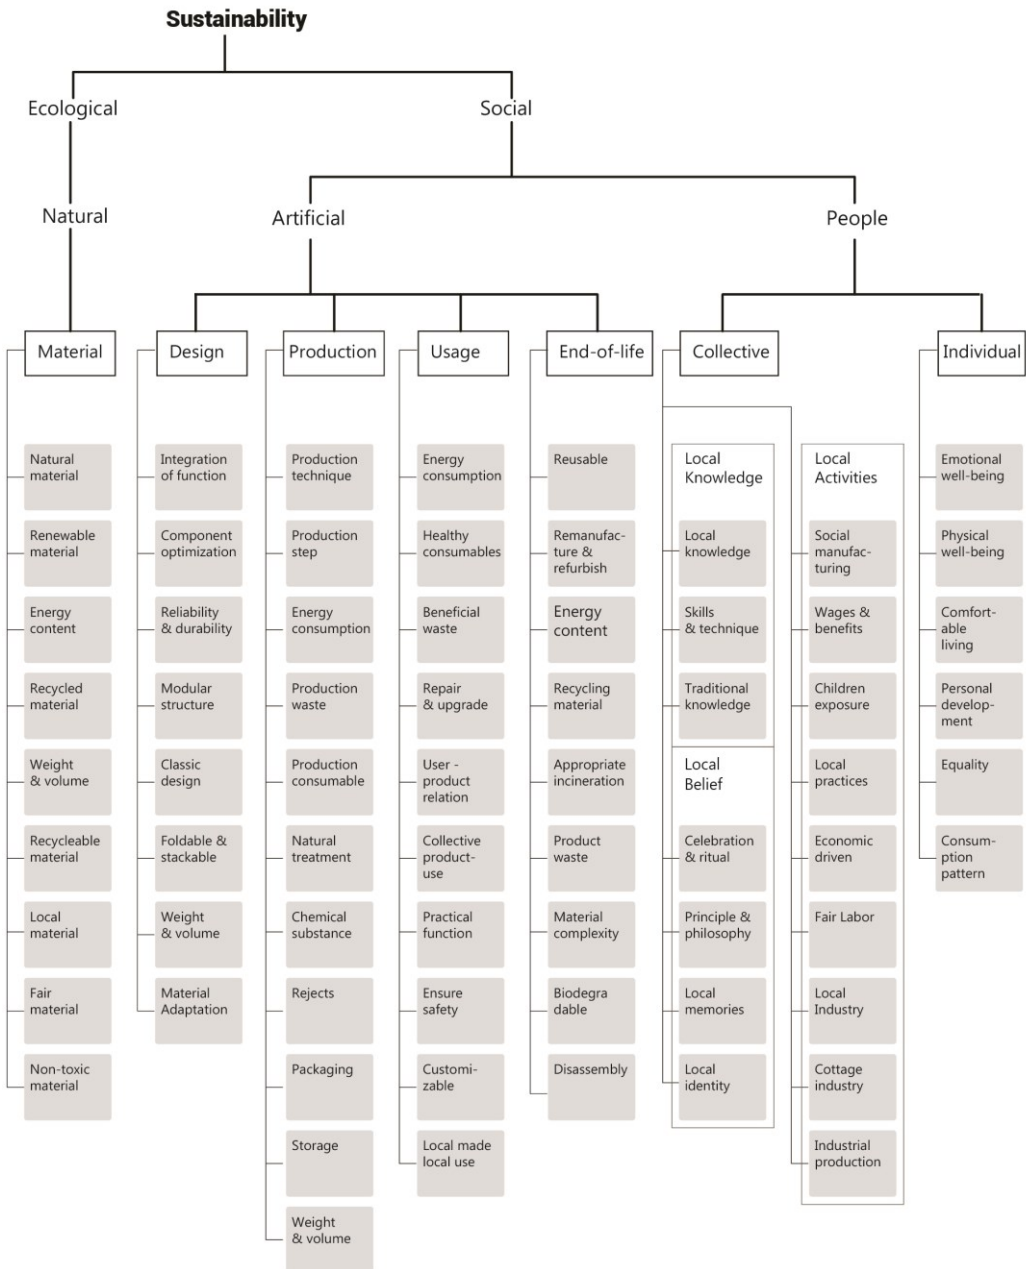 Sustainability
Ecological
Social
Natural
Artificial
People
Material
Design
Production
Usage
End-of-life
Collective
Individual
Natural
material
Renewable
material
Energy
content
Recycled
material
Weight
& volume
Recycleable
material
Local
material
Fair
material
Non-toxic
material
Integration
of function
Component
optimization
Reliability
& durability
Modular
structure
Classic
design
Foldable &
stackable
Weight
& volume
Material
Adaptation
Production
technique
Production
step
Energy
consumption
Production
waste
Production
consumable
Natural
treatment
Chemical
substance
Rejects
Packaging
Storage
Weight
& volume
Energy
consumption
Healthy
consumables
Beneficial
waste
Repair
& upgrade
User -
product
relation
Collective
product-
use
Practical
function
Ensure
safety
Customi-
zable
Local made
local use
Reusable
Remanufac-
ture &
refurbish
Energy
content
Recycling
material
Appropriate
incineration
Product
waste
Material
complexity
Biodegra
dable
Disassembly
Local
Knowledge
Local
knowledge
Skills
& technique
Traditional
knowledge
Local
Belief
Celebration
& ritual
Principle &
philosophy
Local
memories
Local
identity
Local
Activities
Social
manufac-
turing
Wages &
benefits
Children
exposure
Local
practices
Economic
driven
Fair Labor
Local
Industry
Cottage
industry
Industrial
production
Emotional
well-being
Physical
well-being
Comfort-
able
living
Personal
develop-
ment
Equality
Consum-
ption
pattern